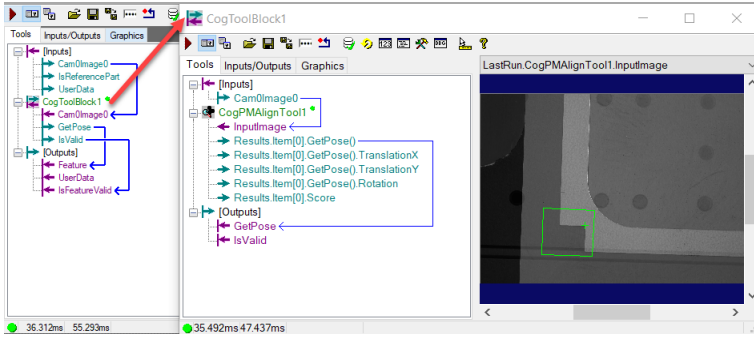 Tools Inputs/Outputs Graphics
[Inputs]
Cam0Image0
IsReferencePart
UserData
CogToolBlock1
Cam0Image0
GetPose
IsValid
[Outputs]
Feature
UserData
IsFeatureValid
36.312ms 55.293ms
CogToolBlock1
Tools Inputs/Outputs Graphics
[Inputs]
Cam0Image0
CogPMAlignTool1
InputImage
Results.Item[0].GetPose()
Results.Item[0].GetPose().TranslationX
Results.Item[0].GetPose().TranslationY
Results.Item[0].GetPose().Rotation
Results.Item[0].Score
[Outputs]
GetPose
IsValid
LastRun.CogPMAlignTool1.InputImage
35.492ms 47.437ms